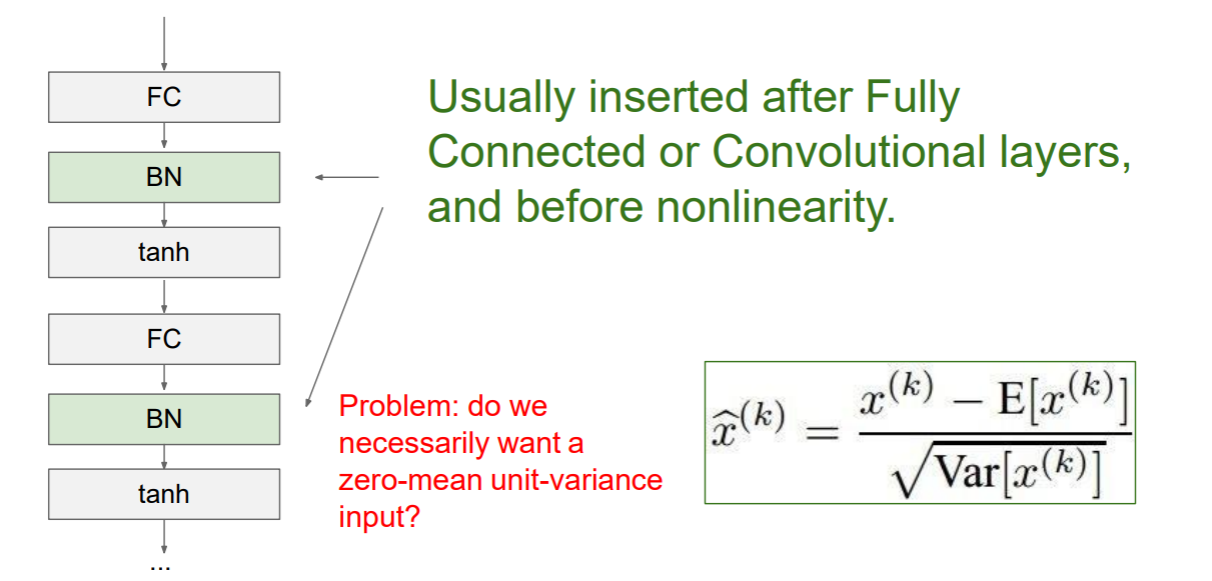 FC
BN
tanh
FC
BN
tanh
...
Usually inserted after Fully
Connected or Convolutional layers,
and before nonlinearity.
Problem: do we
necessarily want a
zero-mean unit-variance
input?
x̂^(k) = (x^(k) − E[x^(k)]) / √Var[x^(k)]